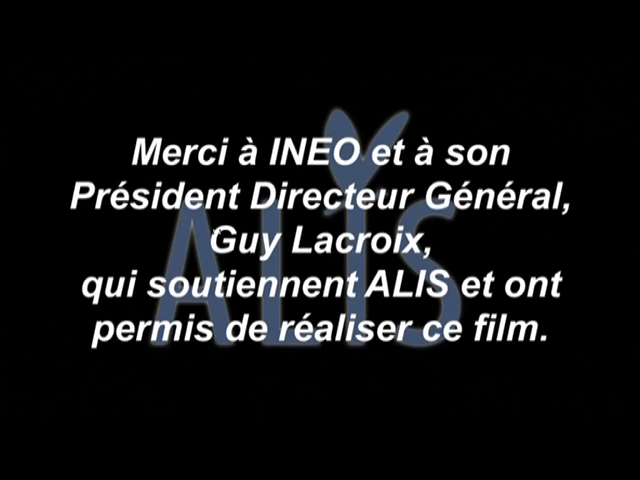 Merci à INEO et à son
Président Directeur Général,
Guy Lacroix,
qui soutiennent ALIS et ont
permis de réaliser ce film.
ALIS